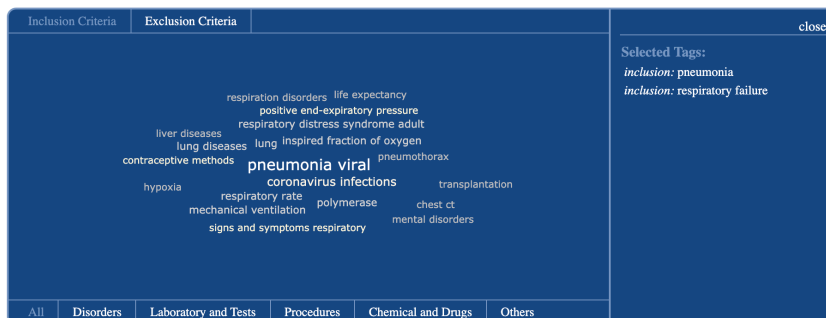 Inclusion Criteria Exclusion Criteria
close
Selected Tags:
inclusion: pneumonia
inclusion: respiratory failure
respiration disorders life expectancy
positive end-expiratory pressure
respiratory distress syndrome adult
liver diseases
lung diseases lung inspired fraction of oxygen
contraceptive methods pneumonia viral pneumothorax
hypoxia coronavirus infections transplantation
respiratory rate
mechanical ventilation polymerase chest ct
mental disorders
signs and symptoms respiratory
All Disorders Laboratory and Tests Procedures Chemical and Drugs Others